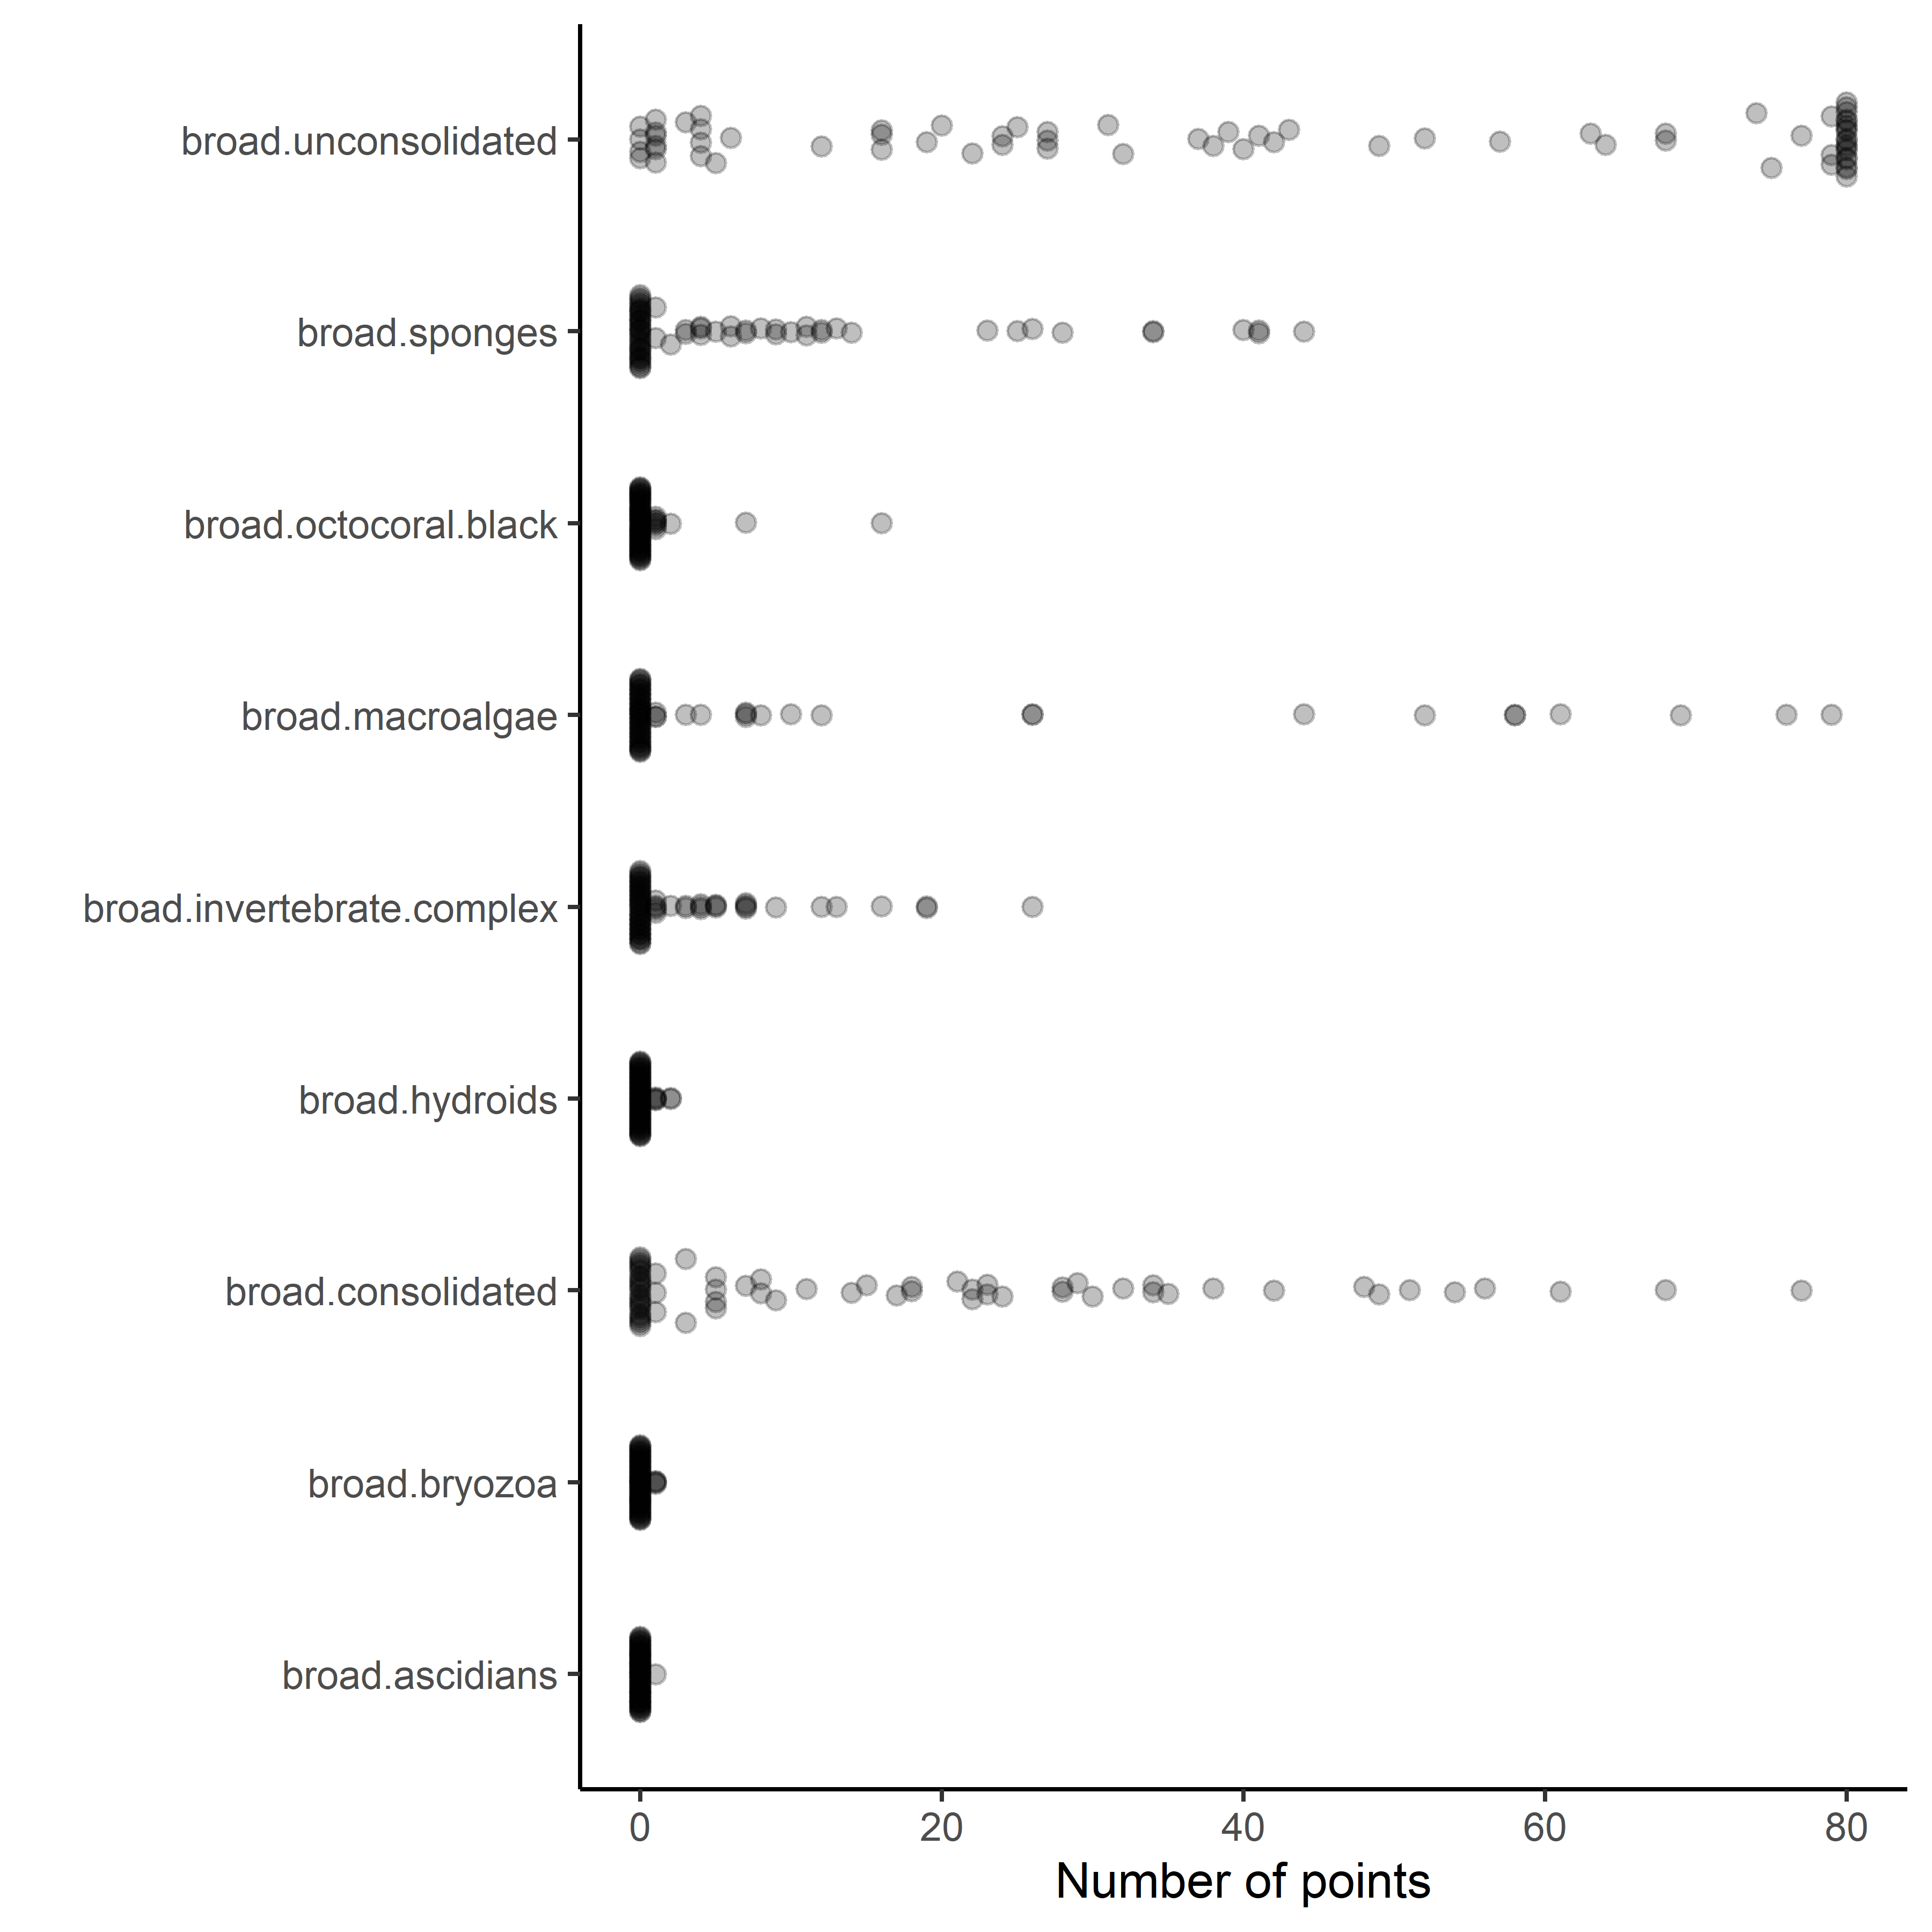 broad.unconsolidated
broad.sponges
broad.octocoral.black
broad.macroalgae
broad.invertebrate.complex
broad.hydroids
broad.consolidated
broad.bryozoa
broad.ascidians
0 20 40 60 80
Number of points